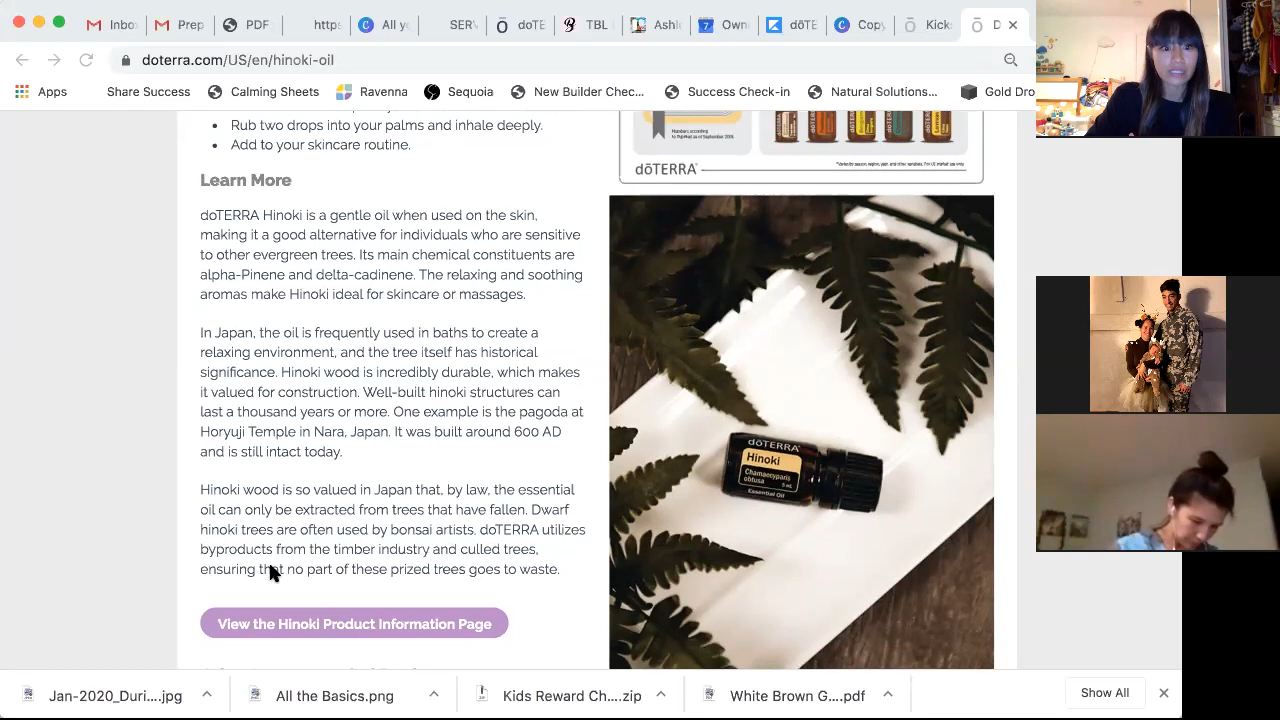 Inbo
Prep
PDF
https
All yo
SERV
doTE
TBL I
Ashle
Owne
dōTE
Copy
Kicks
D
doterra.com/US/en/hinoki-oil
Apps
Share Success
Calming Sheets
Ravenna
Sequoa
New Builder Chec...
Success Check-in
Natural Solutions...
Gold Dro
Rub two drops into your palms and inhale deeply.
Add to your skincare routine.
Learn More
doTERRA Hinoki is a gentle oil when used on the skin,
making it a good alternative for individuals who are sensitive
to other evergreen trees. Its main chemical constituents are
alpha-Pinene and delta-cadinene. The relaxing and soothing
aromas make Hinoki ideal for skincare or massages.
In Japan, the oil is frequently used in baths to create a
relaxing environment, and the tree itself has historical
significance. Hinoki wood is incredibly durable, which makes
it valued for construction. Well-built hinoki structures can
last a thousand years or more. One example is the pagoda at
Horyuji Temple in Nara, Japan. It was built around 600 AD
and is still intact today.
Hinoki wood is so valued in Japan that, by law, the essential
oil can only be extracted from trees that have fallen. Dwarf
hinoki trees are often used by bonsai artists. doTERRA utilizes
byproducts from the timber industry and culled trees,
ensuring that no part of these prized trees goes to waste.
View the Hinoki Product Information Page
dōTERRA
dōTERRA
Hinoki
Chamaecyparis
obtusa 5 mL
Essential Oil
Jan-2020_Duri....jpg
All the Basics.png
Kids Reward Ch....zip
White Brown G....pdf
Show All